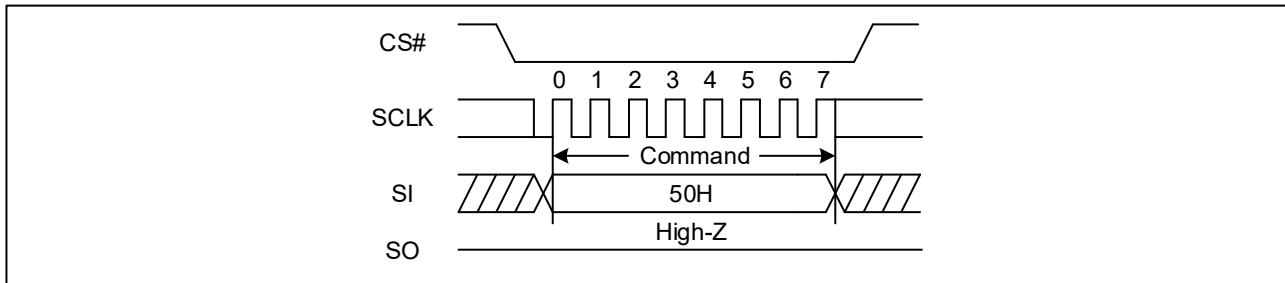 CS#
0 1 2 3 4 5 6 7
SCLK
Command
SI
50H
High-Z
SO